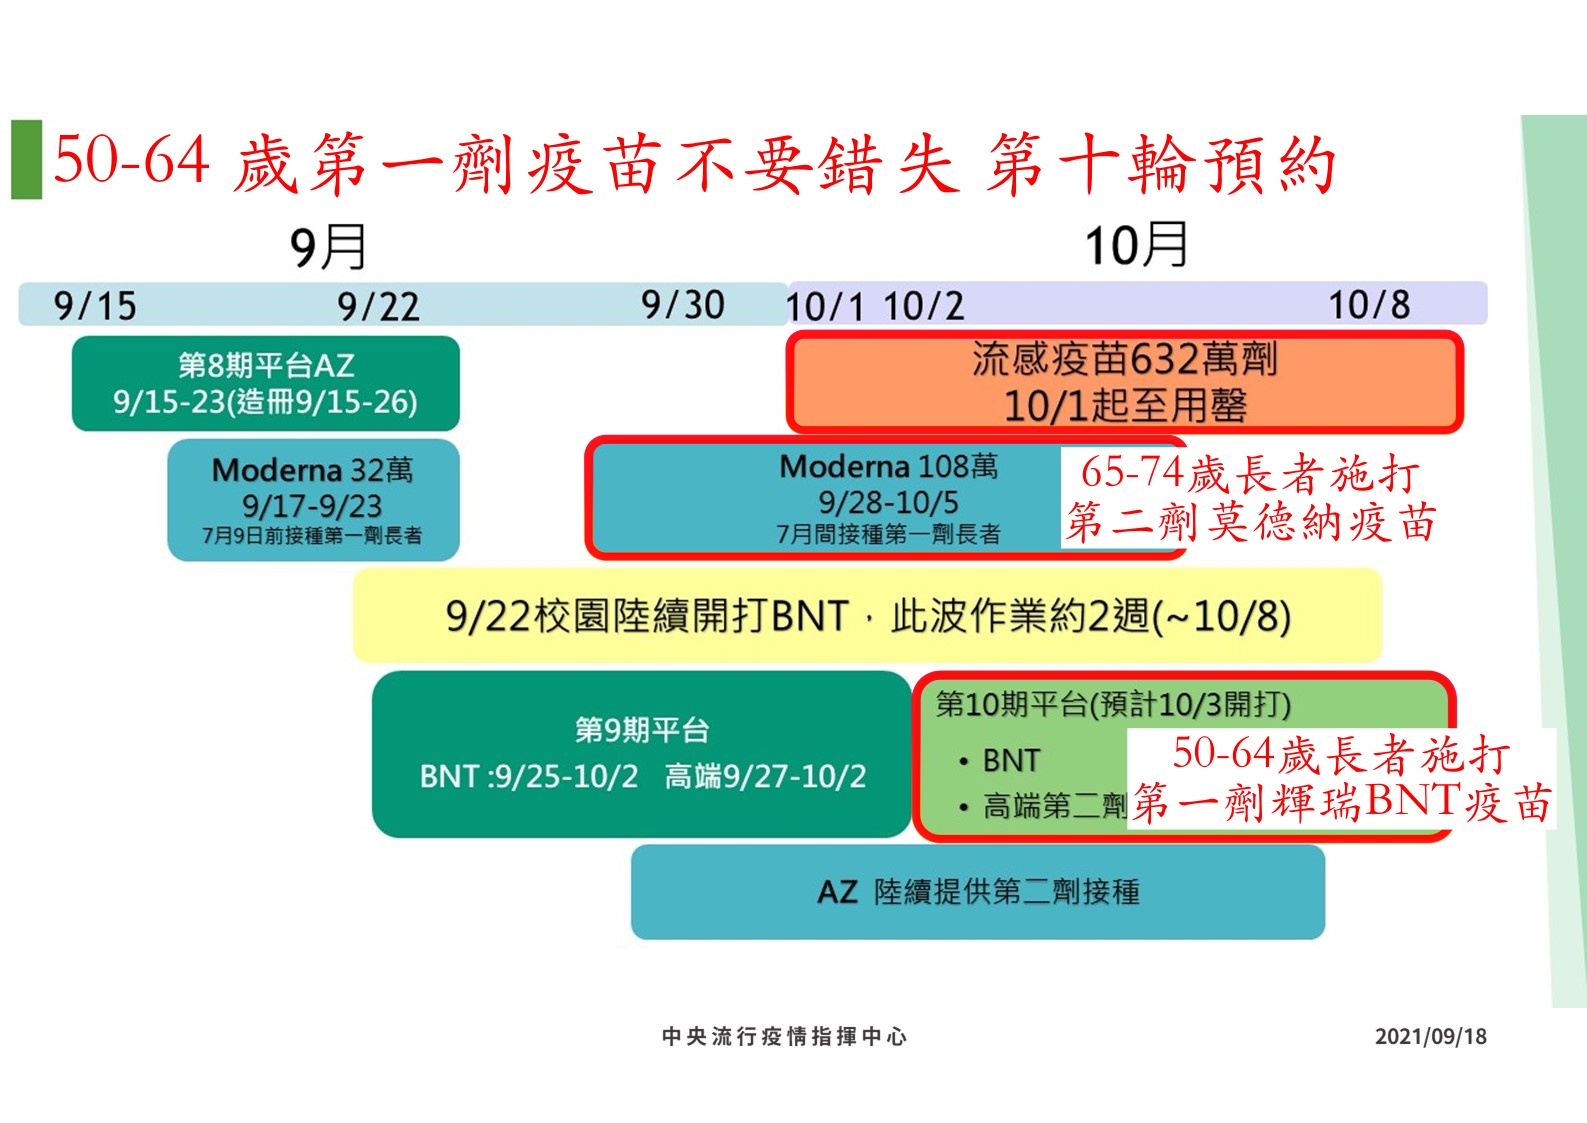 50-64 歲第一劑疫苗不要錯失 第十輪預約
9月
10月
9/15
9/22
9/30
10/1
10/2
10/8
第8期平台AZ
9/15-23(造冊9/15-26)
流感疫苗632萬劑
10/1起至用罄
Moderna 32萬
9/17-9/23
7月9日前接種第一劑長者
Moderna 108萬
9/28-10/5
7月間接種第一劑長者
65-74歲長者施打
第二劑莫德納疫苗
9/22校園陸續開打BNT，此波作業約2週(~10/8)
第9期平台
BNT :9/25-10/2 高端9/27-10/2
第10期平台(預計10/3開打)
• BNT
• 高端第二劑
50-64歲長者施打
第一劑輝瑞BNT疫苗
AZ 陸續提供第二劑接種
中央流行疫情指揮中心
2021/09/18